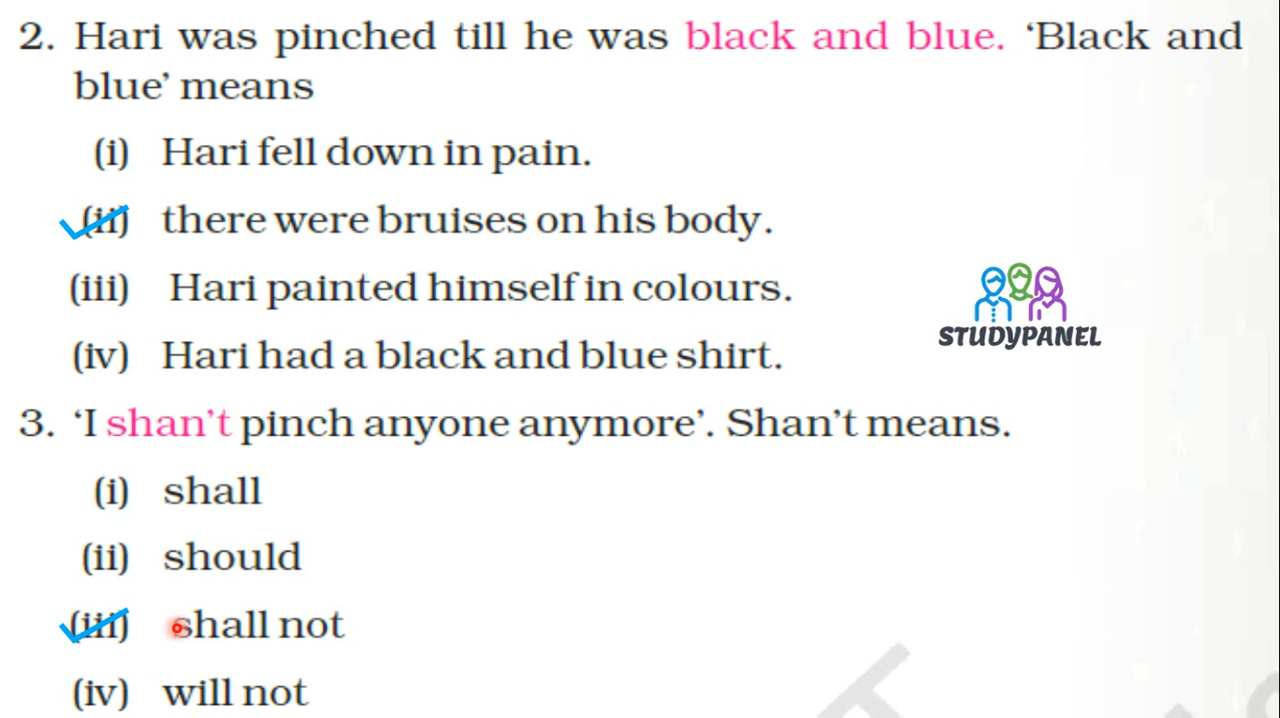 2. Hari was pinched till he was black and blue. ‘Black and
blue’ means
(i) Hari fell down in pain.
(ii) there were bruises on his body.
(iii) Hari painted himself in colours.
(iv) Hari had a black and blue shirt.
STUDYPANEL
3. ‘I shan’t pinch anyone anymore’. Shan’t means.
(i) shall
(ii) should
(iii) shall not
(iv) will not